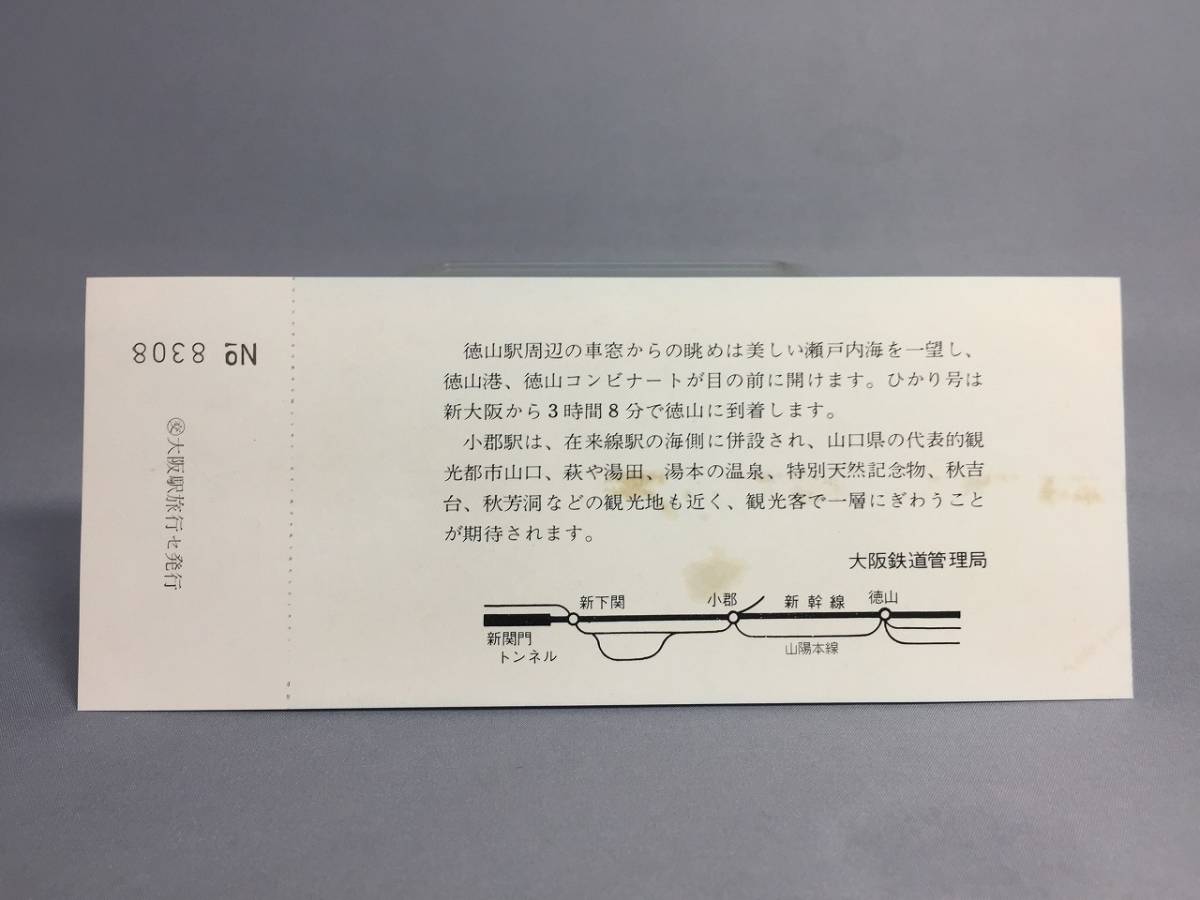 № 8308
㊋大阪駅旅行セ発行
徳山駅周辺の車窓からの眺めは美しい瀬戸内海を一望し、
徳山港、徳山コンビナートが目の前に開けます。ひかり号は
新大阪から3時間8分で徳山に到着します。
小郡駅は、在来線駅の海側に併設され、山口県の代表的観
光都市山口、萩や湯田、湯本の温泉、特別天然記念物、秋吉
台、秋芳洞などの観光地も近く、観光客で一層にぎわうこと
が期待されます。
大阪鉄道管理局
新下関
小郡
新幹線
徳山
新関門
トンネル
山陽本線